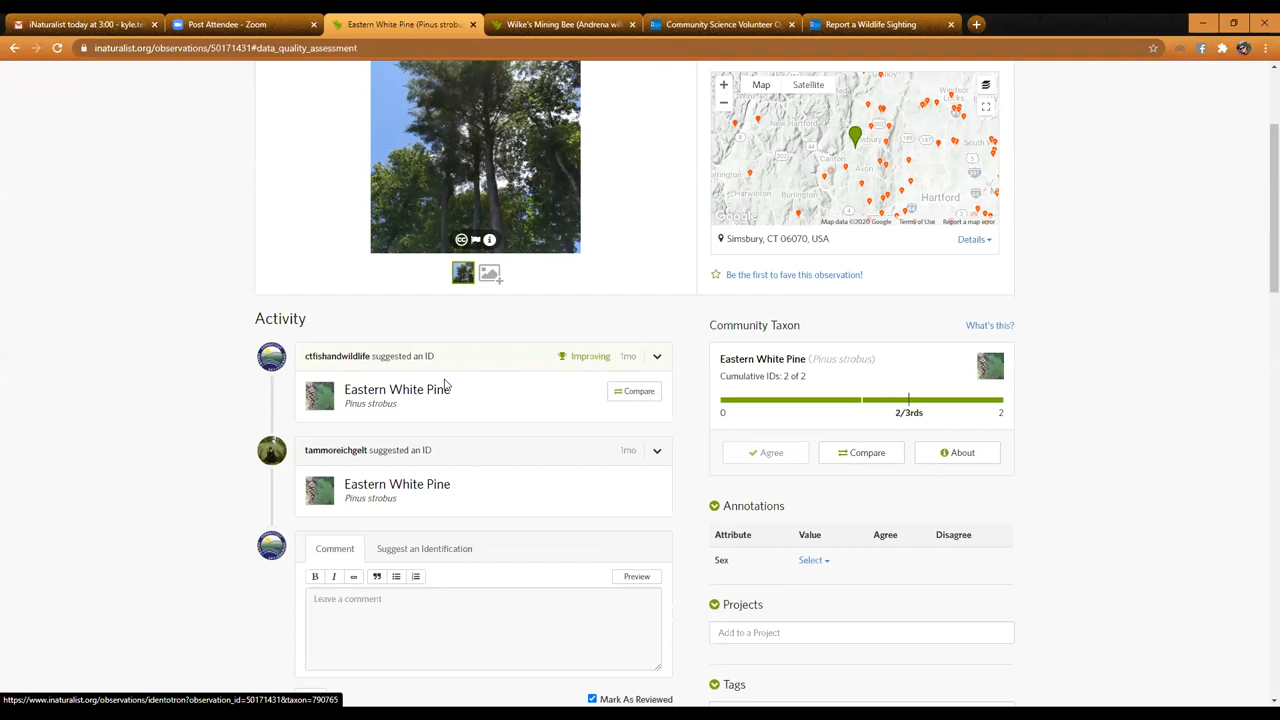 iNaturalist today at 3:00 - kyle.te
Post Attendee - Zoom
Eastern White Pine (Pinus strobu
Wilke's Mining Bee (Andrena wi
Community Science Volunteer O
Report a Wildlife Sighting
inaturalist.org/observations/50171431#data_quality_assessment
Map Satellite
New Hartford
Windsor Locks
Canton
Avon
Harwinton
Burlington
Hartford
Google
Map data ©2020 Google Terms of Use Report a map error
Simsbury, CT 06070, USA
Details
Be the first to fave this observation!
Activity
ctfishandwildlife suggested an ID Improving 1mo
Eastern White Pine
Pinus strobus
Compare
tammoreichgelt suggested an ID 1mo
Eastern White Pine
Pinus strobus
Comment Suggest an Identification
B I Preview
Leave a comment
Mark As Reviewed
Community Taxon What's this?
Eastern White Pine (Pinus strobus)
Cumulative IDs: 2 of 2
0 2/3rds 2
Agree Compare About
Annotations
Attribute Value Agree Disagree
Sex Select
Projects
Add to a Project
Tags
https://www.inaturalist.org/observations/identotron?observation_id=50171431&taxon=790765